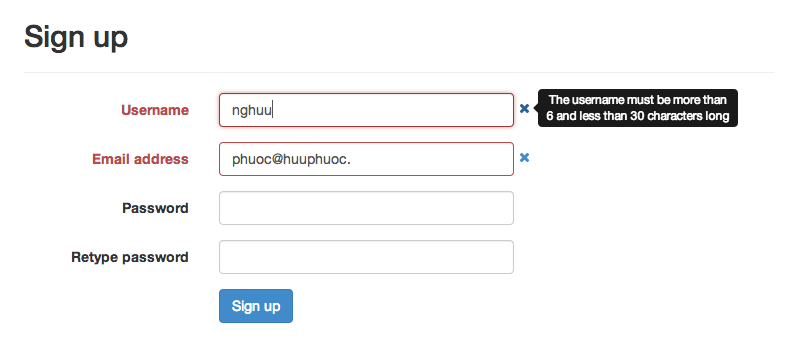 Sign up
Username
nghuu
The username must be more than
6 and less than 30 characters long
Email address
phuoc@huuphuoc.
Password
Retype password
Sign up